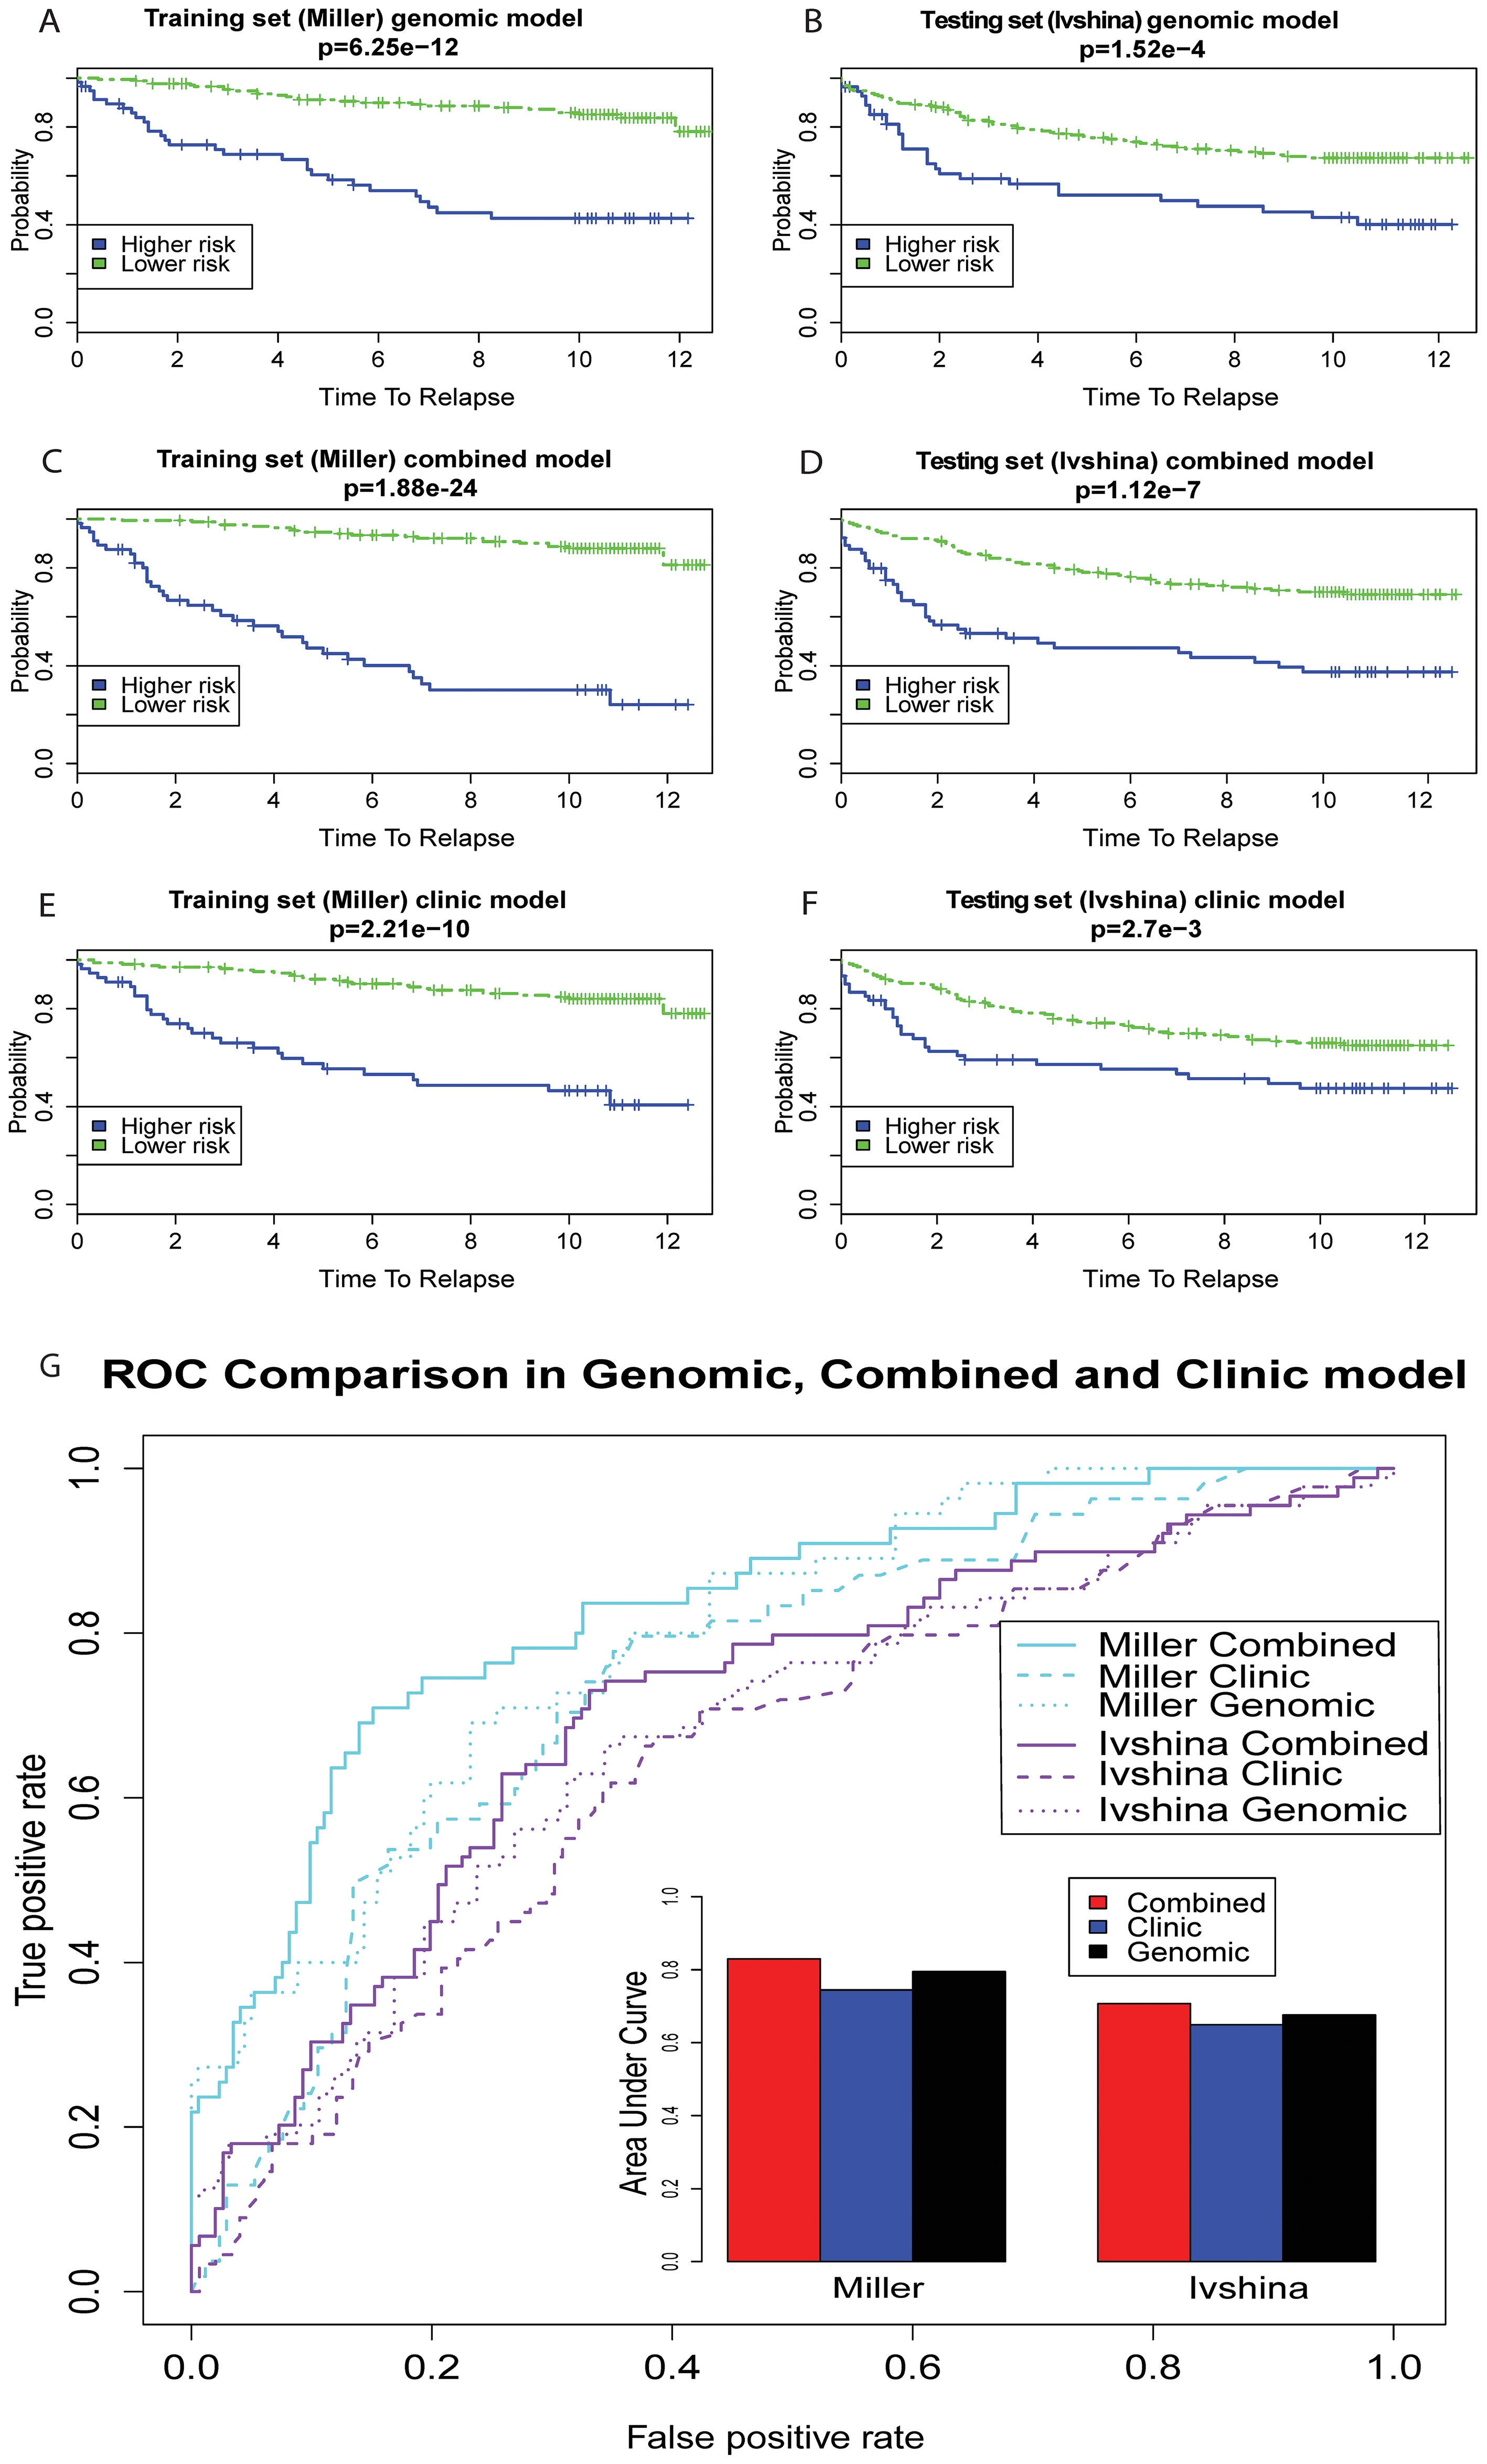 A
Training set (Miller) genomic model
p=6.25e−12
Probability
0.0
0.4
0.8
Higher risk
Lower risk
0 2 4 6 8 10 12
Time To Relapse
B
Testing set (Ivshina) genomic model
p=1.52e−4
Probability
0.0
0.4
0.8
Higher risk
Lower risk
0 2 4 6 8 10 12
Time To Relapse
C
Training set (Miller) combined model
p=1.88e-24
Probability
0.0
0.4
0.8
Higher risk
Lower risk
0 2 4 6 8 10 12
Time To Relapse
D
Testing set (Ivshina) combined model
p=1.12e−7
Probability
0.0
0.4
0.8
Higher risk
Lower risk
0 2 4 6 8 10 12
Time To Relapse
E
Training set (Miller) clinic model
p=2.21e−10
Probability
0.0
0.4
0.8
Higher risk
Lower risk
0 2 4 6 8 10 12
Time To Relapse
F
Testing set (Ivshina) clinic model
p=2.7e−3
Probability
0.0
0.4
0.8
Higher risk
Lower risk
0 2 4 6 8 10 12
Time To Relapse
G
ROC Comparison in Genomic, Combined and Clinic model
True positive rate
0.0
0.2
0.4
0.6
0.8
1.0
Miller Combined
Miller Clinic
Miller Genomic
Ivshina Combined
Ivshina Clinic
Ivshina Genomic
Combined
Clinic
Genomic
Area Under Curve
0.0
0.2
0.4
0.6
0.8
1.0
Miller Ivshina
0.0 0.2 0.4 0.6 0.8 1.0
False positive rate